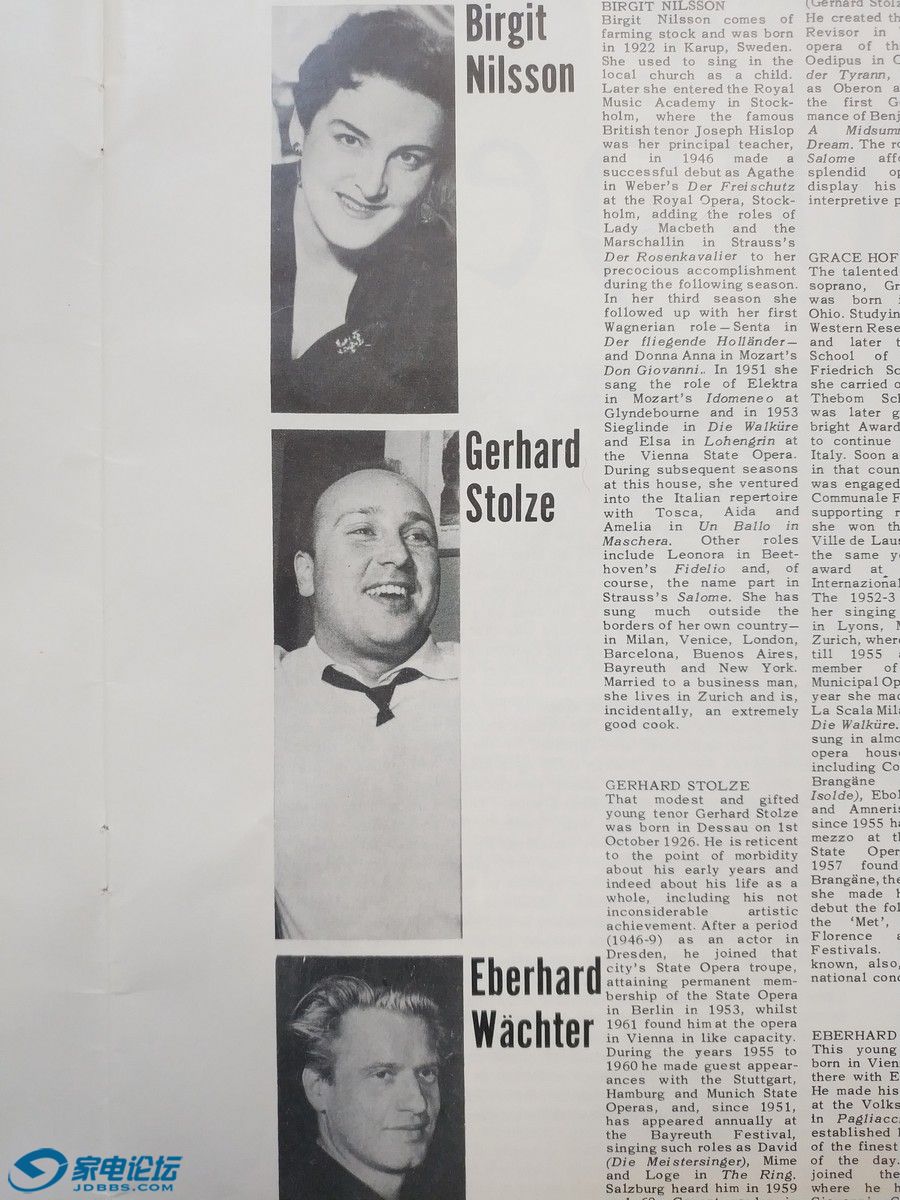 Birgit
Nilsson
Gerhard
Stolze
Eberhard
Wächter
BIRGIT NILSSON
Birgit Nilsson comes of
farming stock and was born
in 1922 in Karup, Sweden.
She used to sing in the
local church as a child.
Later she entered the Royal
Music Academy in Stock-
holm, where the famous
British tenor Joseph Hislop
was her principal teacher,
and in 1946 made a
successful debut as Agathe
in Weber's Der Freischutz
at the Royal Opera, Stock-
holm, adding the roles of
Lady Macbeth and the
Marschallin in Strauss's
Der Rosenkavalier to her
precocious accomplishment
during the following season.
In her third season she
followed up with her first
Wagnerian role — Senta in
Der fliegende Holländer—
and Donna Anna in Mozart's
Don Giovanni.. In 1951 she
sang the role of Elektra
in Mozart's Idomeneo at
Glyndebourne and in 1953
Sieglinde in Die Walküre
and Elsa in Lohengrin at
the Vienna State Opera.
During subsequent seasons
at this house, she ventured
into the Italian repertoire
with Tosca, Aida and
Amelia in Un Ballo in
Maschera. Other roles
include Leonora in Beet-
hoven's Fidelio and, of
course, the name part in
Strauss's Salome. She has
sung much outside the
borders of her own country—
in Milan, Venice, London,
Barcelona, Buenos Aires,
Bayreuth and New York.
Married to a business man,
she lives in Zurich and is,
incidentally, an extremely
good cook.
GERHARD STOLZE
That modest and gifted
young tenor Gerhard Stolze
was born in Dessau on 1st
October 1926. He is reticent
to the point of morbidity
about his early years and
indeed about his life as a
whole, including his not
inconsiderable artistic
achievement. After a period
(1946-9) as an actor in
Dresden, he joined that
city's State Opera troupe,
attaining permanent mem-
bership of the State Opera
in Berlin in 1953, whilst
1961 found him at the opera
in Vienna in like capacity.
During the years 1955 to
1960 he made guest appear-
ances with the Stuttgart,
Hamburg and Munich State
Operas, and, since 1951,
has appeared annually at
the Bayreuth Festival,
singing such roles as David
(Die Meistersinger), Mime
and Loge in The Ring.
Salzburg heard him in 1959
(Gerhard Stolz
He created th
Revisor in
opera of th
Oedipus in
der Tyrann,
as Oberon a
the first G
mance of Benj
A Midsumm
Dream. The ro
Salome affo
splendid op
display his
interpretive p
GRACE HOF
The talented
soprano, Gr
was born
Ohio. Studyin
Western Rese
and later t
School of
Friedrich Sc
she carried o
Thebom Sch
was later g
bright Award
to continue
Italy. Soon a
in that coun
was engaged
Communale F
supporting r
she won th
Ville de Laus
the same y
award at
Internazional
The 1952-3
her singing
in Lyons, M
Zurich, where
till 1955
member of
Municipal Op
year she mad
La Scala Mila
Die Walküre.
sung in almo
opera hous
including Co
Brangäne
Isolde), Ebol
and Amneris
since 1955 ha
mezzo at th
State Oper
1957 found
Brangäne, the
she made h
debut the fol
the 'Met',
Florence a
Festivals.
known, also,
national conc
EBERHARD
This young
born in Vien
there with E
He made his
at the Volks
in Pagliacc
established
of the finest
of the day.
joined the
where he h
家电论坛
JDBBS.COM